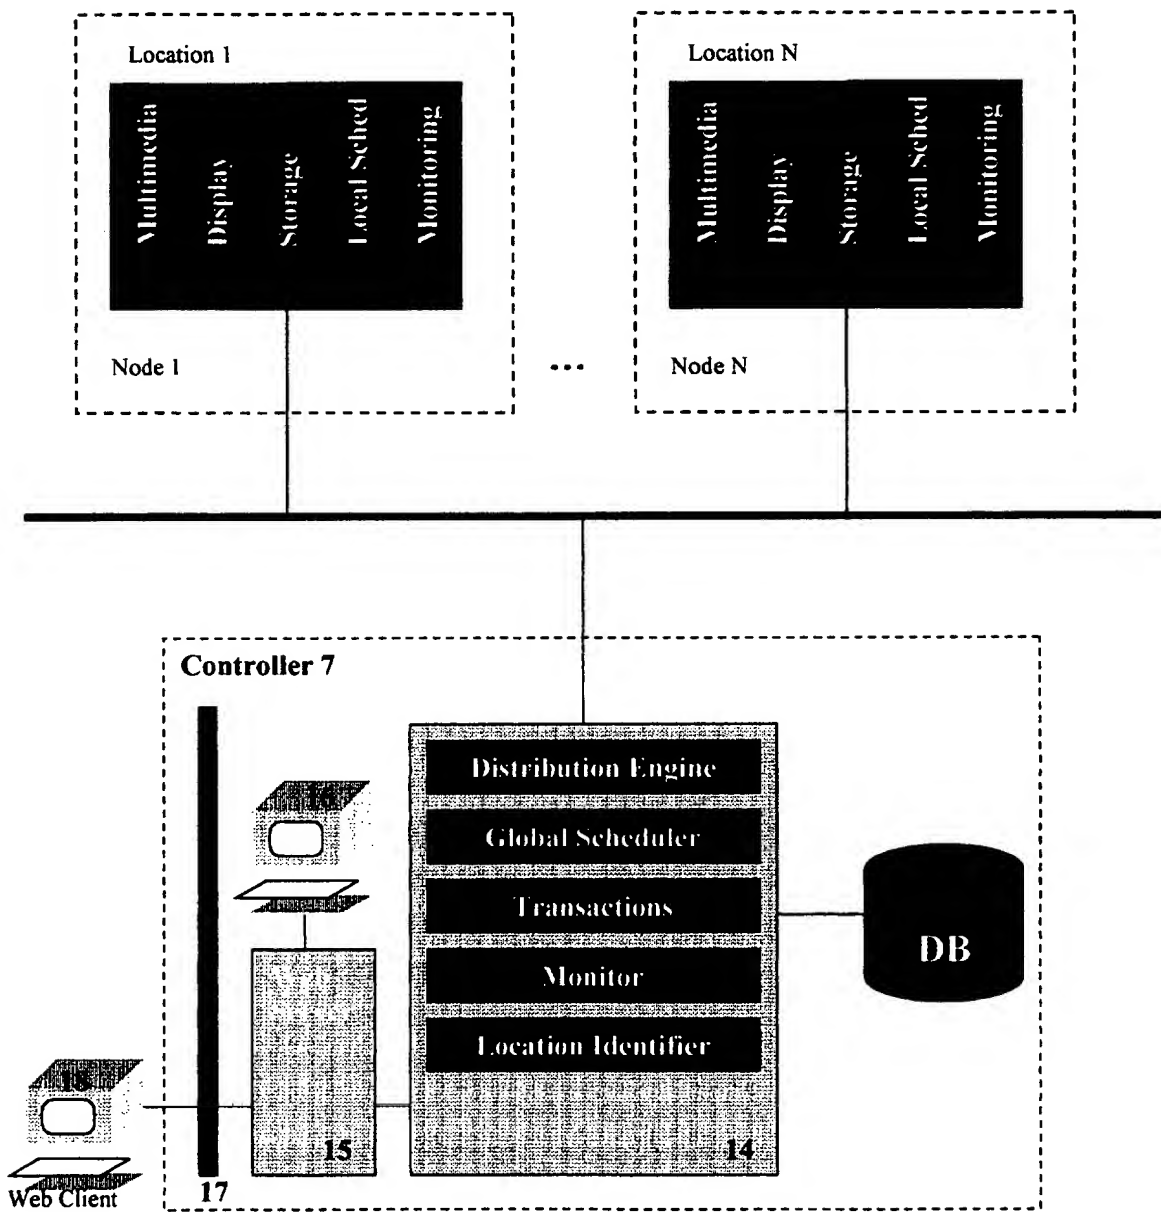 Location 1
Location N
Multimedia
Display
Storage
Local Sched
Monitoring
Multimedia
Display
Storage
Local Sched
Monitoring
Node 1
...
Node N
Controller 7
Distribution Engine
Global Scheduler
Transactions
Monitor
Location Identifier
DB
18
15
14
Web Client
17